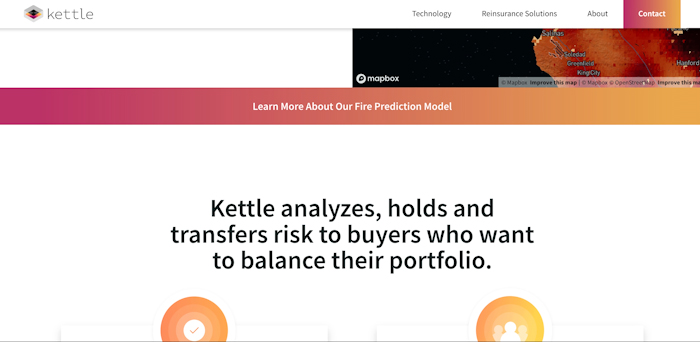 kettle
Technology
Reinsurance Solutions
About
Contact
Salinas
Soledad
Greenfield
King City
Hanford
mapbox
© Mapbox Improve this map | © Mapbox © OpenStreetMap Improve this ma
Learn More About Our Fire Prediction Model
Kettle analyzes, holds and
transfers risk to buyers who want
to balance their portfolio.